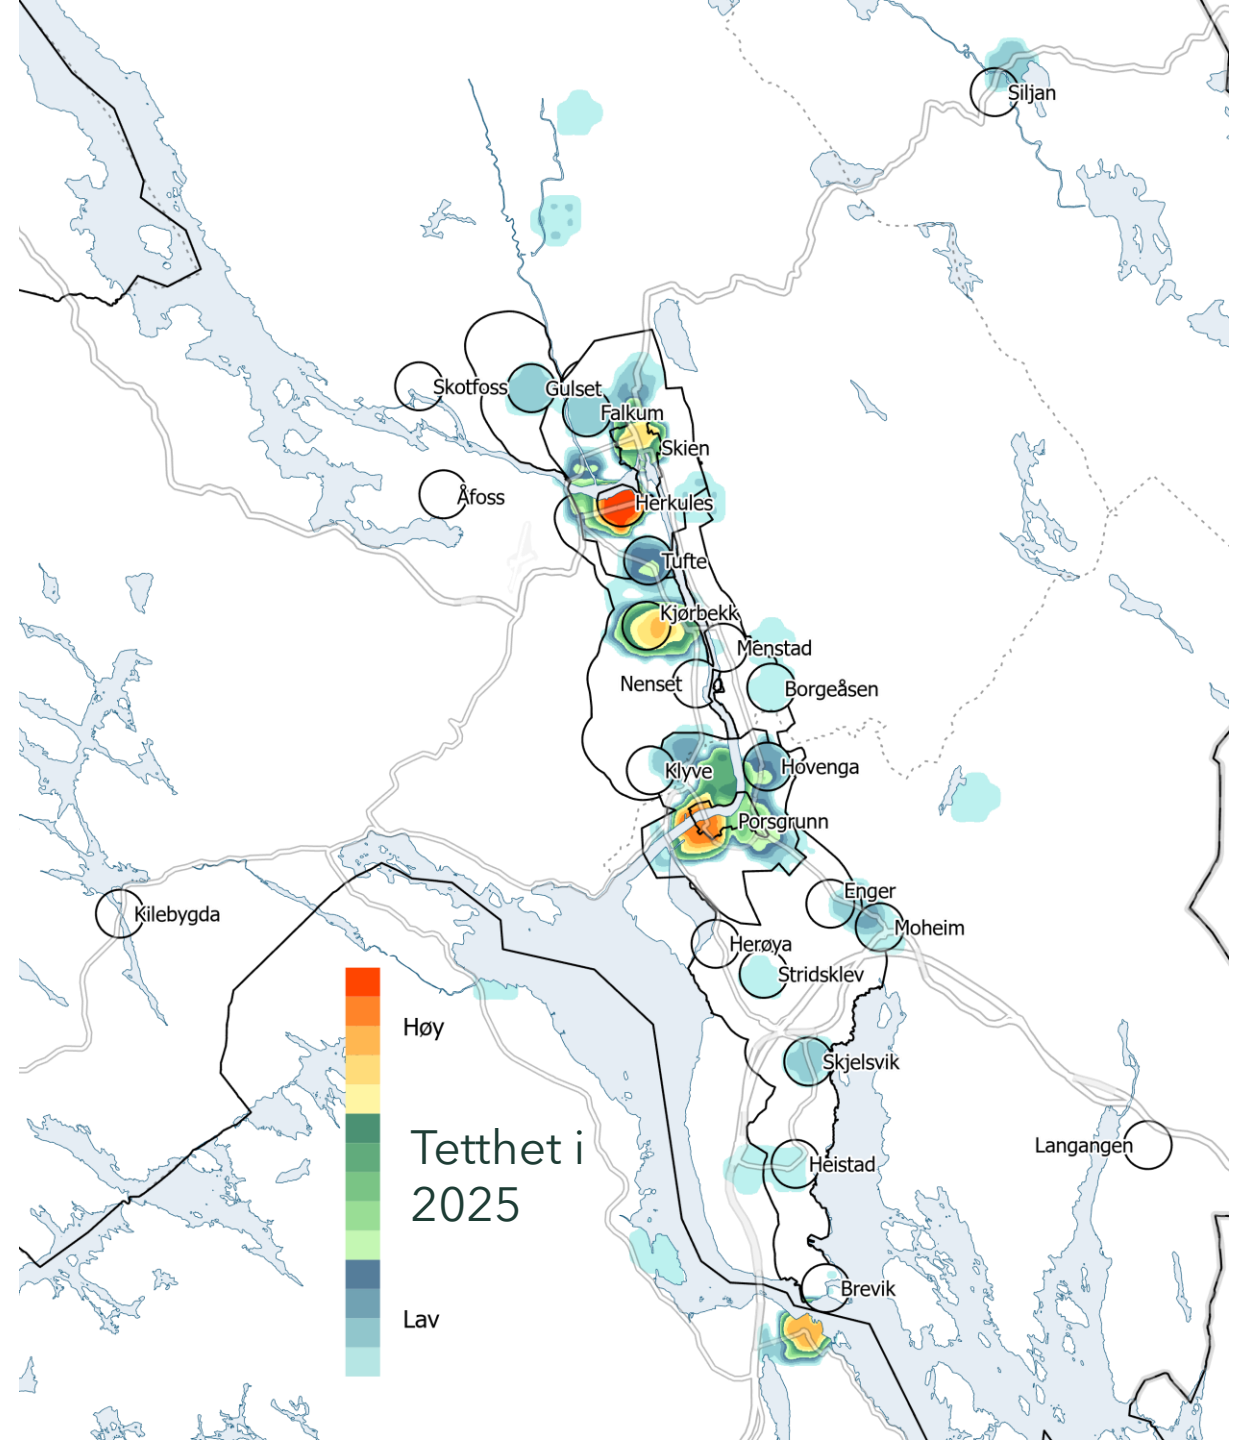 Siljan
Skotfoss
Gulset
Falkum
Skien
Åfoss
Herkules
Tufte
Kjørbekk
Menstad
Nenset
Borgeåsen
Klyve
Hovenga
Porsgrunn
Enger
Kilebygda
Moheim
Herøya
Stridsklev
Høy
Skjelsvik
Tetthet i
2025
Langangen
Heistad
Brevik
Lav